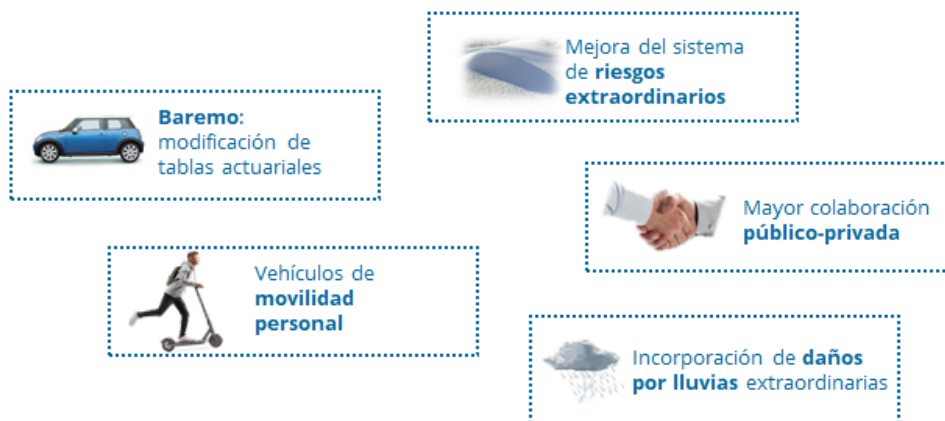 Mejora del sistema
de riesgos
extraordinarios
Baremo:
modificación de
tablas actuariales
Mayor colaboración
público-privada
Vehículos de
movilidad
personal
Incorporación de daños
por lluvias extraordinarias